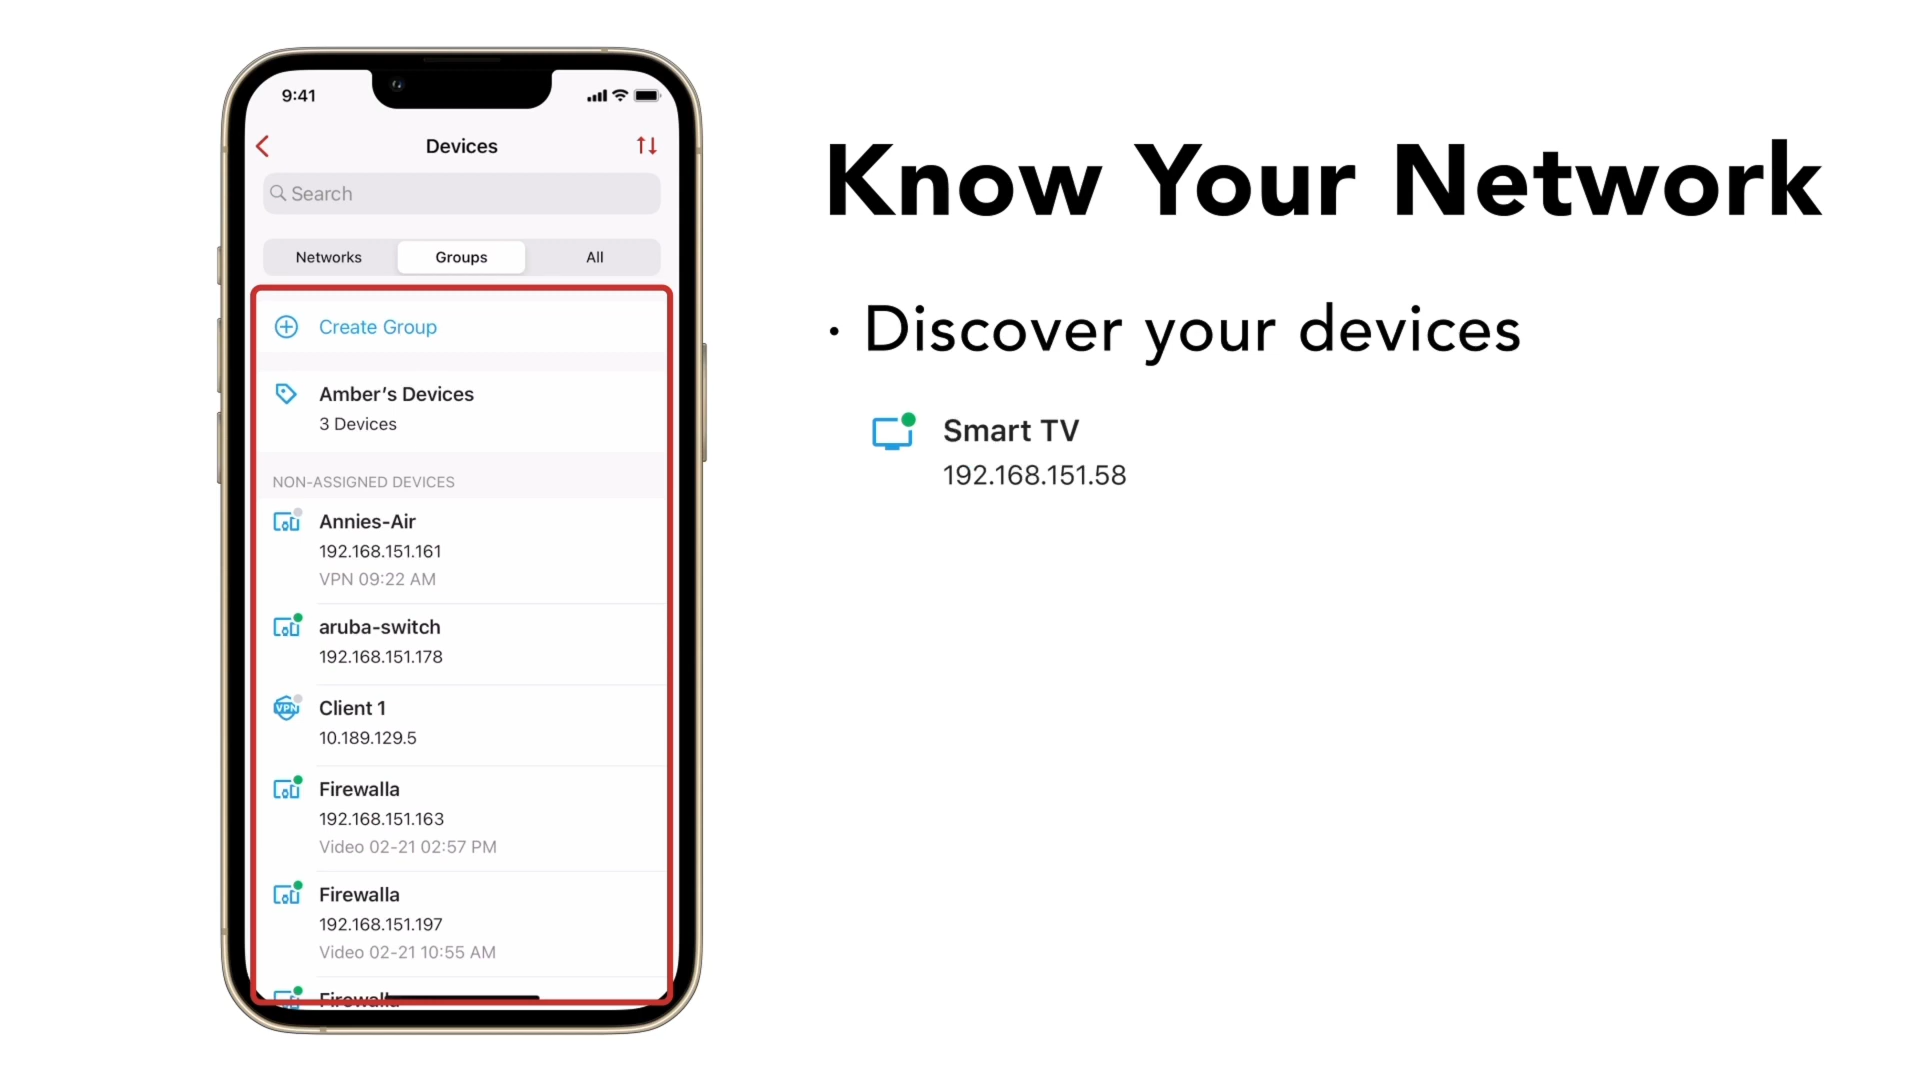 9:41
Devices
Search
Networks Groups All
Create Group
Amber’s Devices
3 Devices
NON-ASSIGNED DEVICES
Annies-Air
192.168.151.161
VPN 09:22 AM
aruba-switch
192.168.151.178
VPN
Client 1
10.189.129.5
Firewalla
192.168.151.163
Video 02-21 02:57 PM
Firewalla
192.168.151.197
Video 02-21 10:55 AM
Firewalla
Know Your Network
· Discover your devices
Smart TV
192.168.151.58